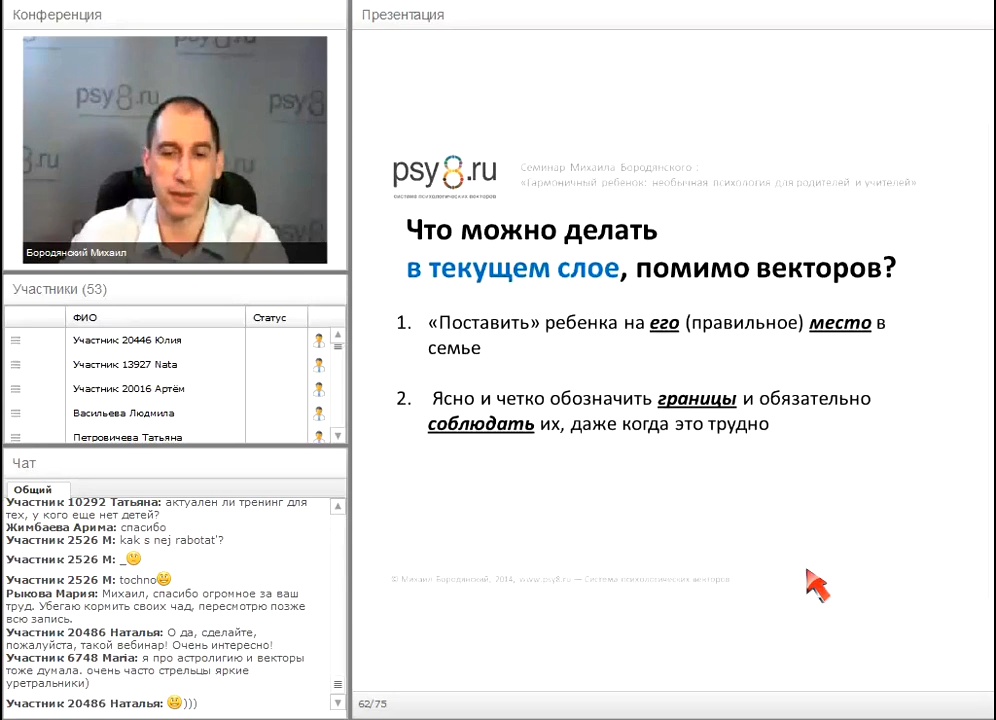 Конференция
psy8.ru
psy8.ru
Бородянский Михаил
Участники (53)
ФИО Статус
Участник 20446 Юлия
Участник 13927 Nata
Участник 20016 Артём
Васильева Людмила
Петровичева Татьяна
Чат
Общий
Участник 10292 Татьяна: актуален ли тренинг для
тех, у кого еще нет детей?
Жимбаева Арима: спасибо
Участник 2526 М: kak s nej rabotat'?
Участник 2526 М: _
Участник 2526 М: tochno
Рыкова Мария: Михаил, спасибо огромное за ваш
труд. Убегаю кормить своих чад, пересмотрю позже
всю запись.
Участник 20486 Наталья: О да, сделайте,
пожалуйста, такой вебинар! Очень интересно!
Участник 6748 Maria: я про астролигию и векторы
тоже думала. очень часто стрельцы яркие
уретральники)
Участник 20486 Наталья: )))
Презентация
psy8.ru
система психологических векторов
Семинар Михаила Бородянского :
«Гармоничный ребенок: необычная психология для родителей и учителей»
Что можно делать
в текущем слое, помимо векторов?
1. «Поставить» ребенка на его (правильное) место в
семье
2. Ясно и четко обозначить границы и обязательно
соблюдать их, даже когда это трудно
© Михаил Бородянский, 2014, www.psy8.ru — Система психологических векторов
62/75